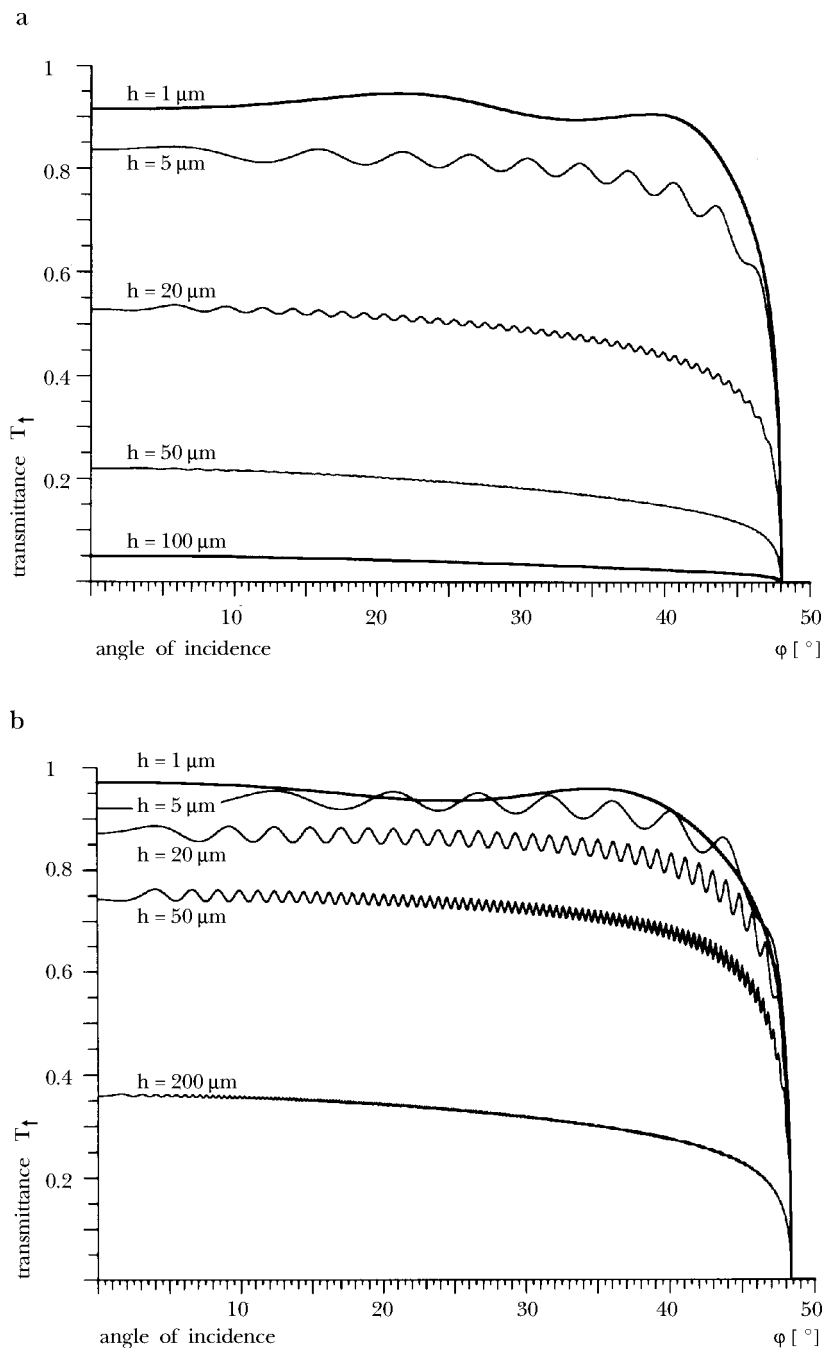 a
1
h = 1 µm
h = 5 µm
0.8
0.6
h = 20 µm
0.4
h = 50 µm
0.2
h = 100 µm
transmittance T↑
10
20
30
40
50
angle of incidence
φ [ ° ]
b
1
h = 1 µm
h = 5 µm
h = 20 µm
0.8
h = 50 µm
0.6
0.4
h = 200 µm
0.2
transmittance T↑
10
20
30
40
50
angle of incidence
φ [ ° ]